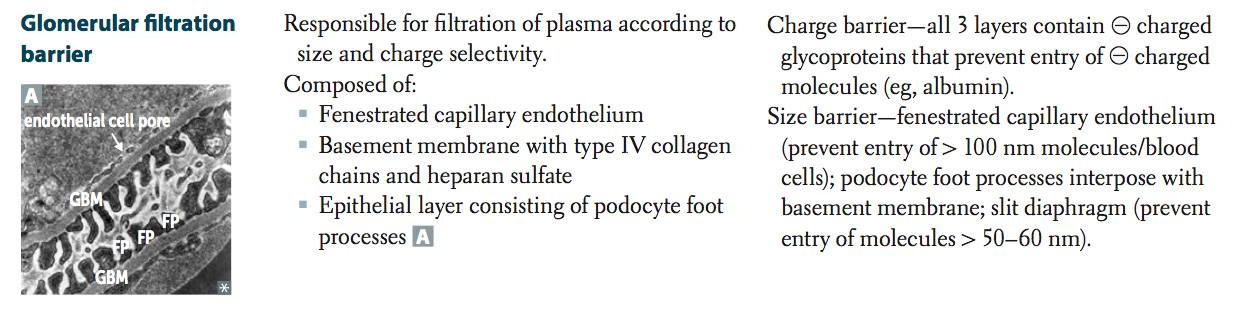 Glomerular filtration
barrier
A
endothelial cell pore
GBM
FP
FP
FP
GBM
*
Responsible for filtration of plasma according to
size and charge selectivity.
Composed of:
▪ Fenestrated capillary endothelium
▪ Basement membrane with type IV collagen
chains and heparan sulfate
▪ Epithelial layer consisting of podocyte foot
processes A
Charge barrier—all 3 layers contain ⊖ charged
glycoproteins that prevent entry of ⊖ charged
molecules (eg, albumin).
Size barrier—fenestrated capillary endothelium
(prevent entry of > 100 nm molecules/blood
cells); podocyte foot processes interpose with
basement membrane; slit diaphragm (prevent
entry of molecules > 50–60 nm).